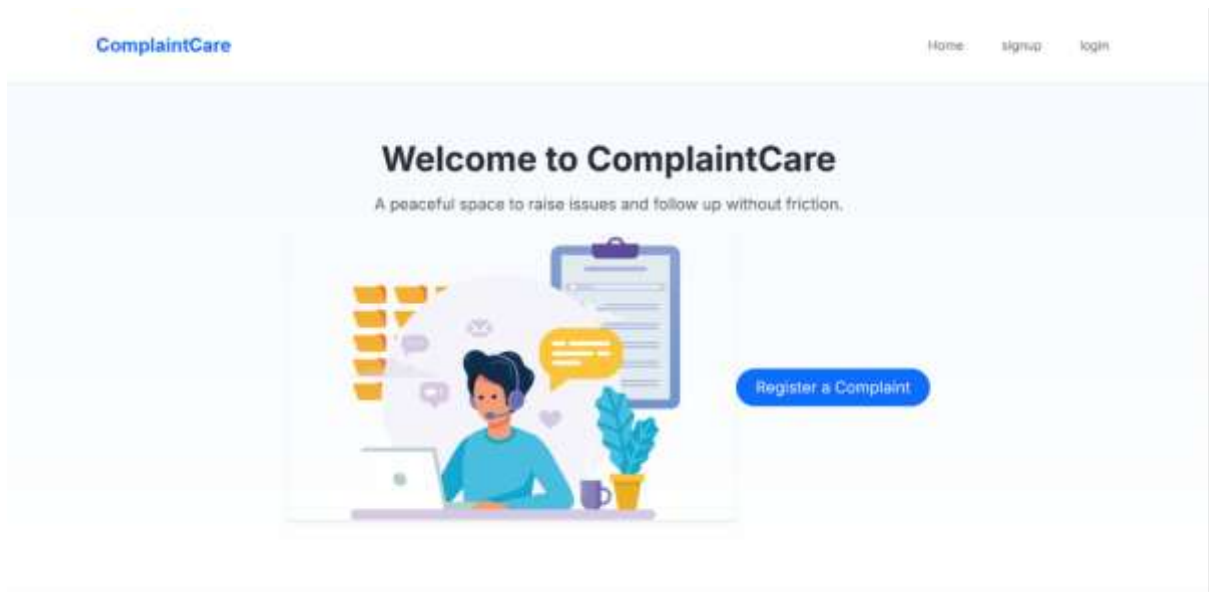 ComplaintCare
Home signup login
Welcome to ComplaintCare
A peaceful space to raise issues and follow up without friction.
Register a Complaint